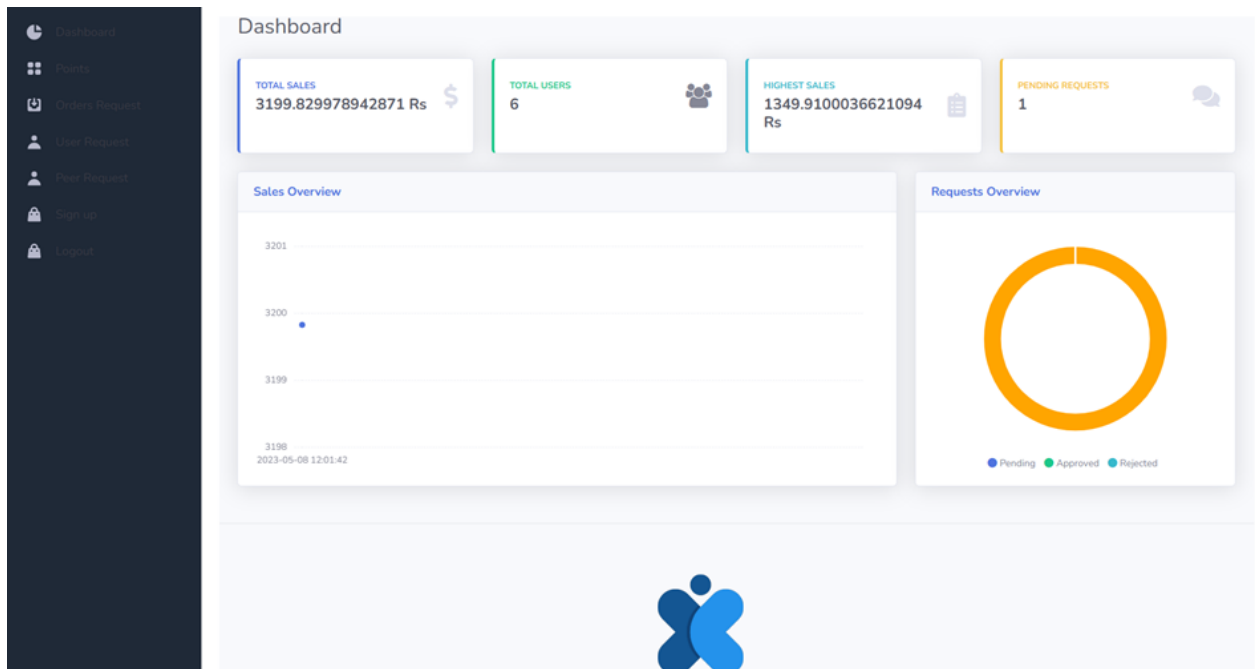 Dashboard
Points
Orders Request
User Request
Peer Request
Sign up
Logout
Dashboard
TOTAL SALES
3199.829978942871 Rs
TOTAL USERS
6
HIGHEST SALES
1349.9100036621094
Rs
PENDING REQUESTS
1
Sales Overview
3201
3200
3199
3198
2023-05-08 12:01:42
Requests Overview
Pending Approved Rejected